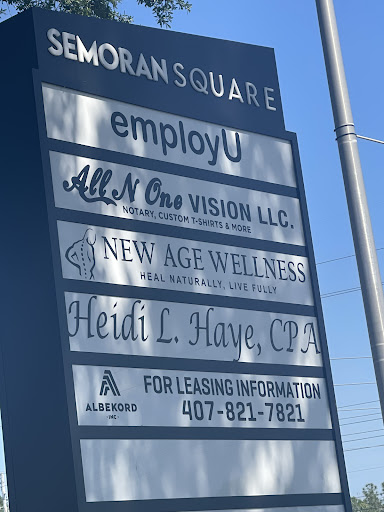 SEMORAN SQUARE
employU
All N One VISION LLC.
NOTARY, CUSTOM T-SHIRTS & MORE
NEW AGE WELLNESS
HEAL NATURALLY, LIVE FULLY
Heidi L. Haye, CPA
ALBEKORD
INC
FOR LEASING INFORMATION
407-821-7821